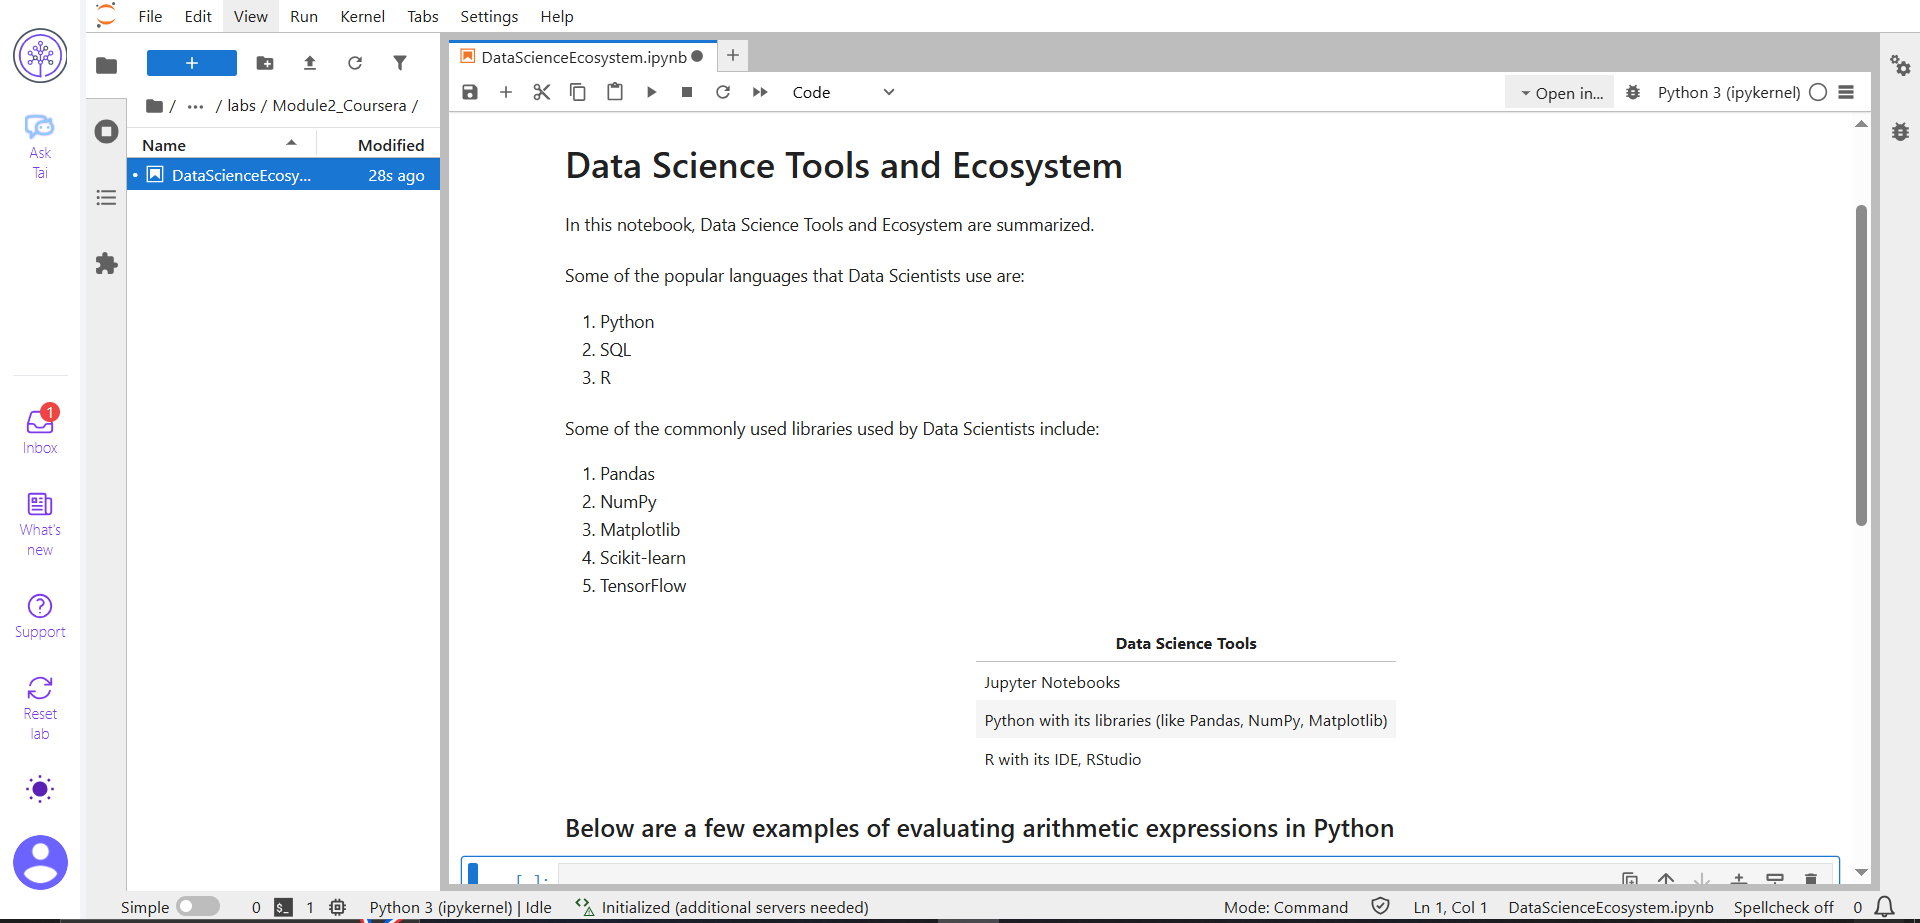 File Edit View Run Kernel Tabs Settings Help
Ask
Tai
Inbox
1
What's
new
Support
Reset
lab
+
/ ... / labs / Module2_Coursera /
Name Modified
DataScienceEcosy... 28s ago
DataScienceEcosystem.ipynb
Code
Open in...
Python 3 (ipykernel)
Data Science Tools and Ecosystem
In this notebook, Data Science Tools and Ecosystem are summarized.
Some of the popular languages that Data Scientists use are:
1. Python
2. SQL
3. R
Some of the commonly used libraries used by Data Scientists include:
1. Pandas
2. NumPy
3. Matplotlib
4. Scikit-learn
5. TensorFlow
Data Science Tools
Jupyter Notebooks
Python with its libraries (like Pandas, NumPy, Matplotlib)
R with its IDE, RStudio
Below are a few examples of evaluating arithmetic expressions in Python
[ ]:
Simple 0 $_ 1 Python 3 (ipykernel) | Idle Initialized (additional servers needed) Mode: Command Ln 1, Col 1 DataScienceEcosystem.ipynb Spellcheck off 0